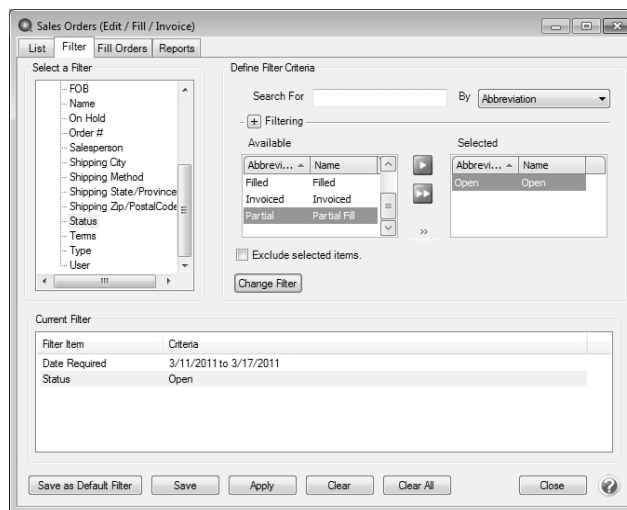 Sales Orders (Edit / Fill / Invoice)
List Filter Fill Orders Reports
Select a Filter
FOB
Name
On Hold
Order #
Salesperson
Shipping City
Shipping Method
Shipping State/Province
Shipping Zip/PostalCode
Status
Terms
Type
User
Define Filter Criteria
Search For By Abbreviation
+ Filtering
Available
Abbrevi... Name
Filled Filled
Invoiced Invoiced
Partial Partial Fill
Selected
Abbrevi... Name
Open Open
>>
Exclude selected items.
Change Filter
Current Filter
Filter Item Criteria
Date Required 3/11/2011 to 3/17/2011
Status Open
Save as Default Filter Save Apply Clear Clear All Close ?